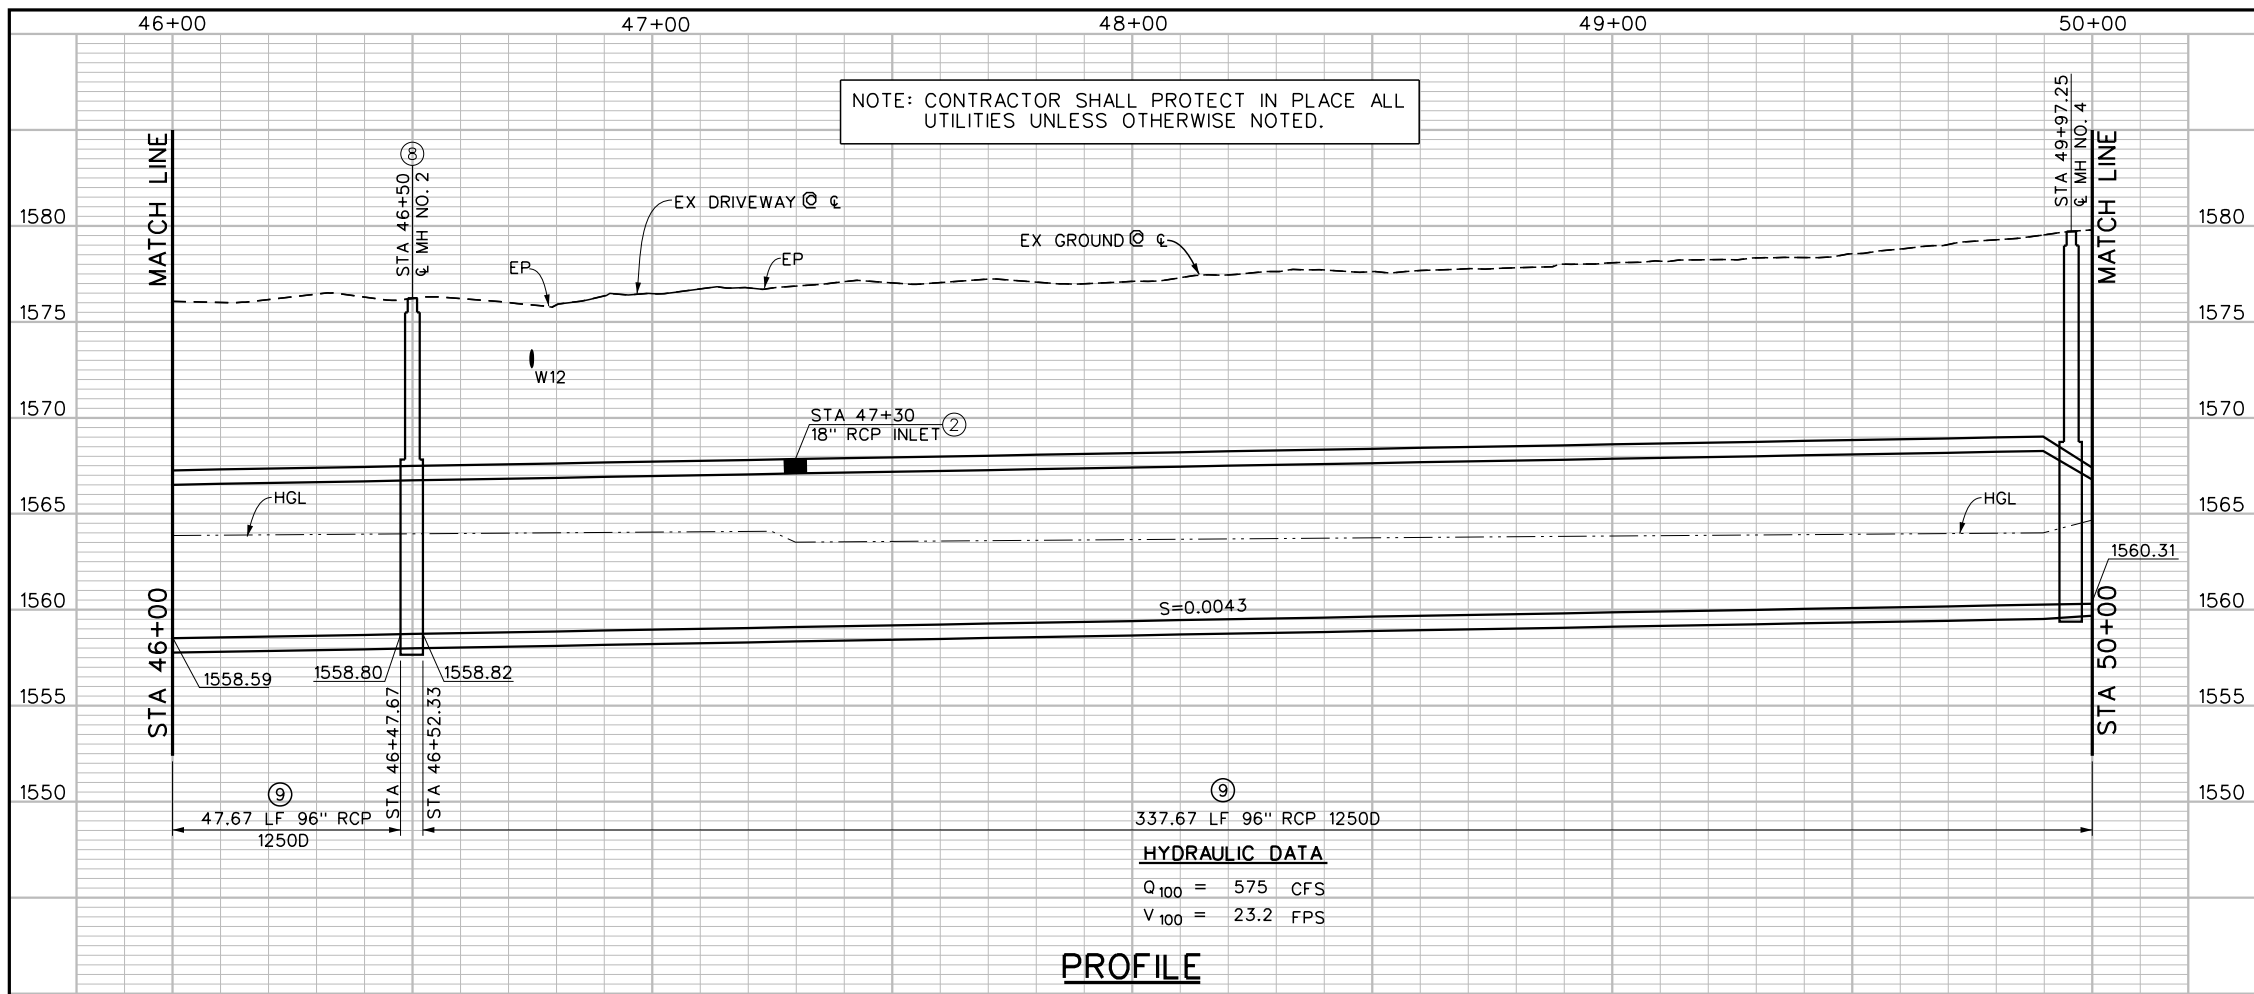 46+00 47+00 48+00 49+00 50+00
NOTE: CONTRACTOR SHALL PROTECT IN PLACE ALL
UTILITIES UNLESS OTHERWISE NOTED.
MATCH LINE
STA 46+00
8
STA 46+50
℄ MH NO. 2
STA 49+97.25
℄ MH NO. 4
MATCH LINE
STA 50+00
1580 1580
EX DRIVEWAY @ ℄
EX GROUND @ ℄
EP
EP
1575 1575
W12
1570 1570
STA 47+30
18" RCP INLET
2
1565 1565
HGL
HGL
1560.31
1560 1560
S=0.0043
1558.59
1558.80
1558.82
1555 1555
STA 46+47.67
STA 46+52.33
1550 1550
9
47.67 LF 96" RCP
1250D
9
337.67 LF 96" RCP 1250D
HYDRAULIC DATA
Q100 = 575 CFS
V100 = 23.2 FPS
PROFILE